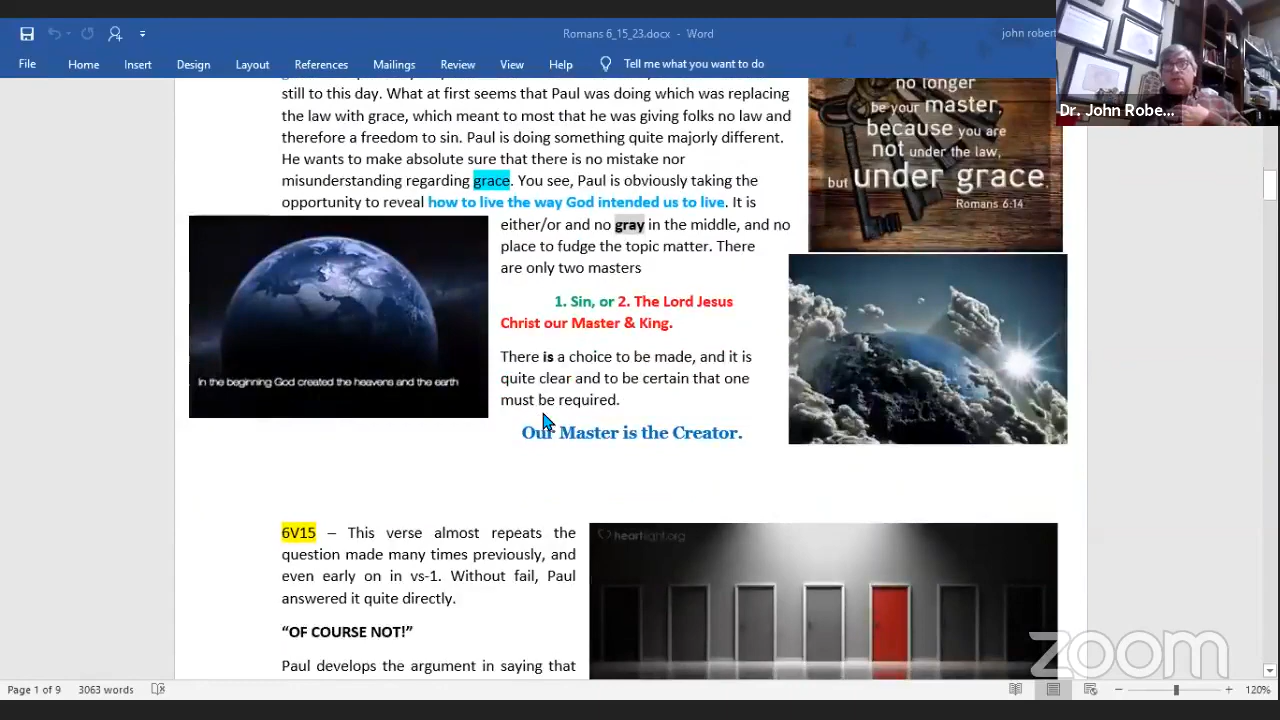 Romans 6_15_23.docx - Word
john robert
File Home Insert Design Layout References Mailings Review View Help Tell me what you want to do
Dr. John Robe...
still to this day. What at first seems that Paul was doing which was replacing
the law with grace, which meant to most that he was giving folks no law and
therefore a freedom to sin. Paul is doing something quite majorly different.
He wants to make absolute sure that there is no mistake nor
misunderstanding regarding grace. You see, Paul is obviously taking the
opportunity to reveal how to live the way God intended us to live. It is
either/or and no gray in the middle, and no
place to fudge the topic matter. There
are only two masters
1. Sin, or 2. The Lord Jesus
Christ our Master & King.
There is a choice to be made, and it is
quite clear and to be certain that one
must be required.
Our Master is the Creator.
no longer
be your master,
because you are
not under the law,
but under grace.
Romans 6:14
In the beginning God created the heavens and the earth
6V15 – This verse almost repeats the
question made many times previously, and
even early on in vs-1. Without fail, Paul
answered it quite directly.
“OF COURSE NOT!”
Paul develops the argument in saying that
heartlight.org
zoom
Page 1 of 9 3063 words
120%